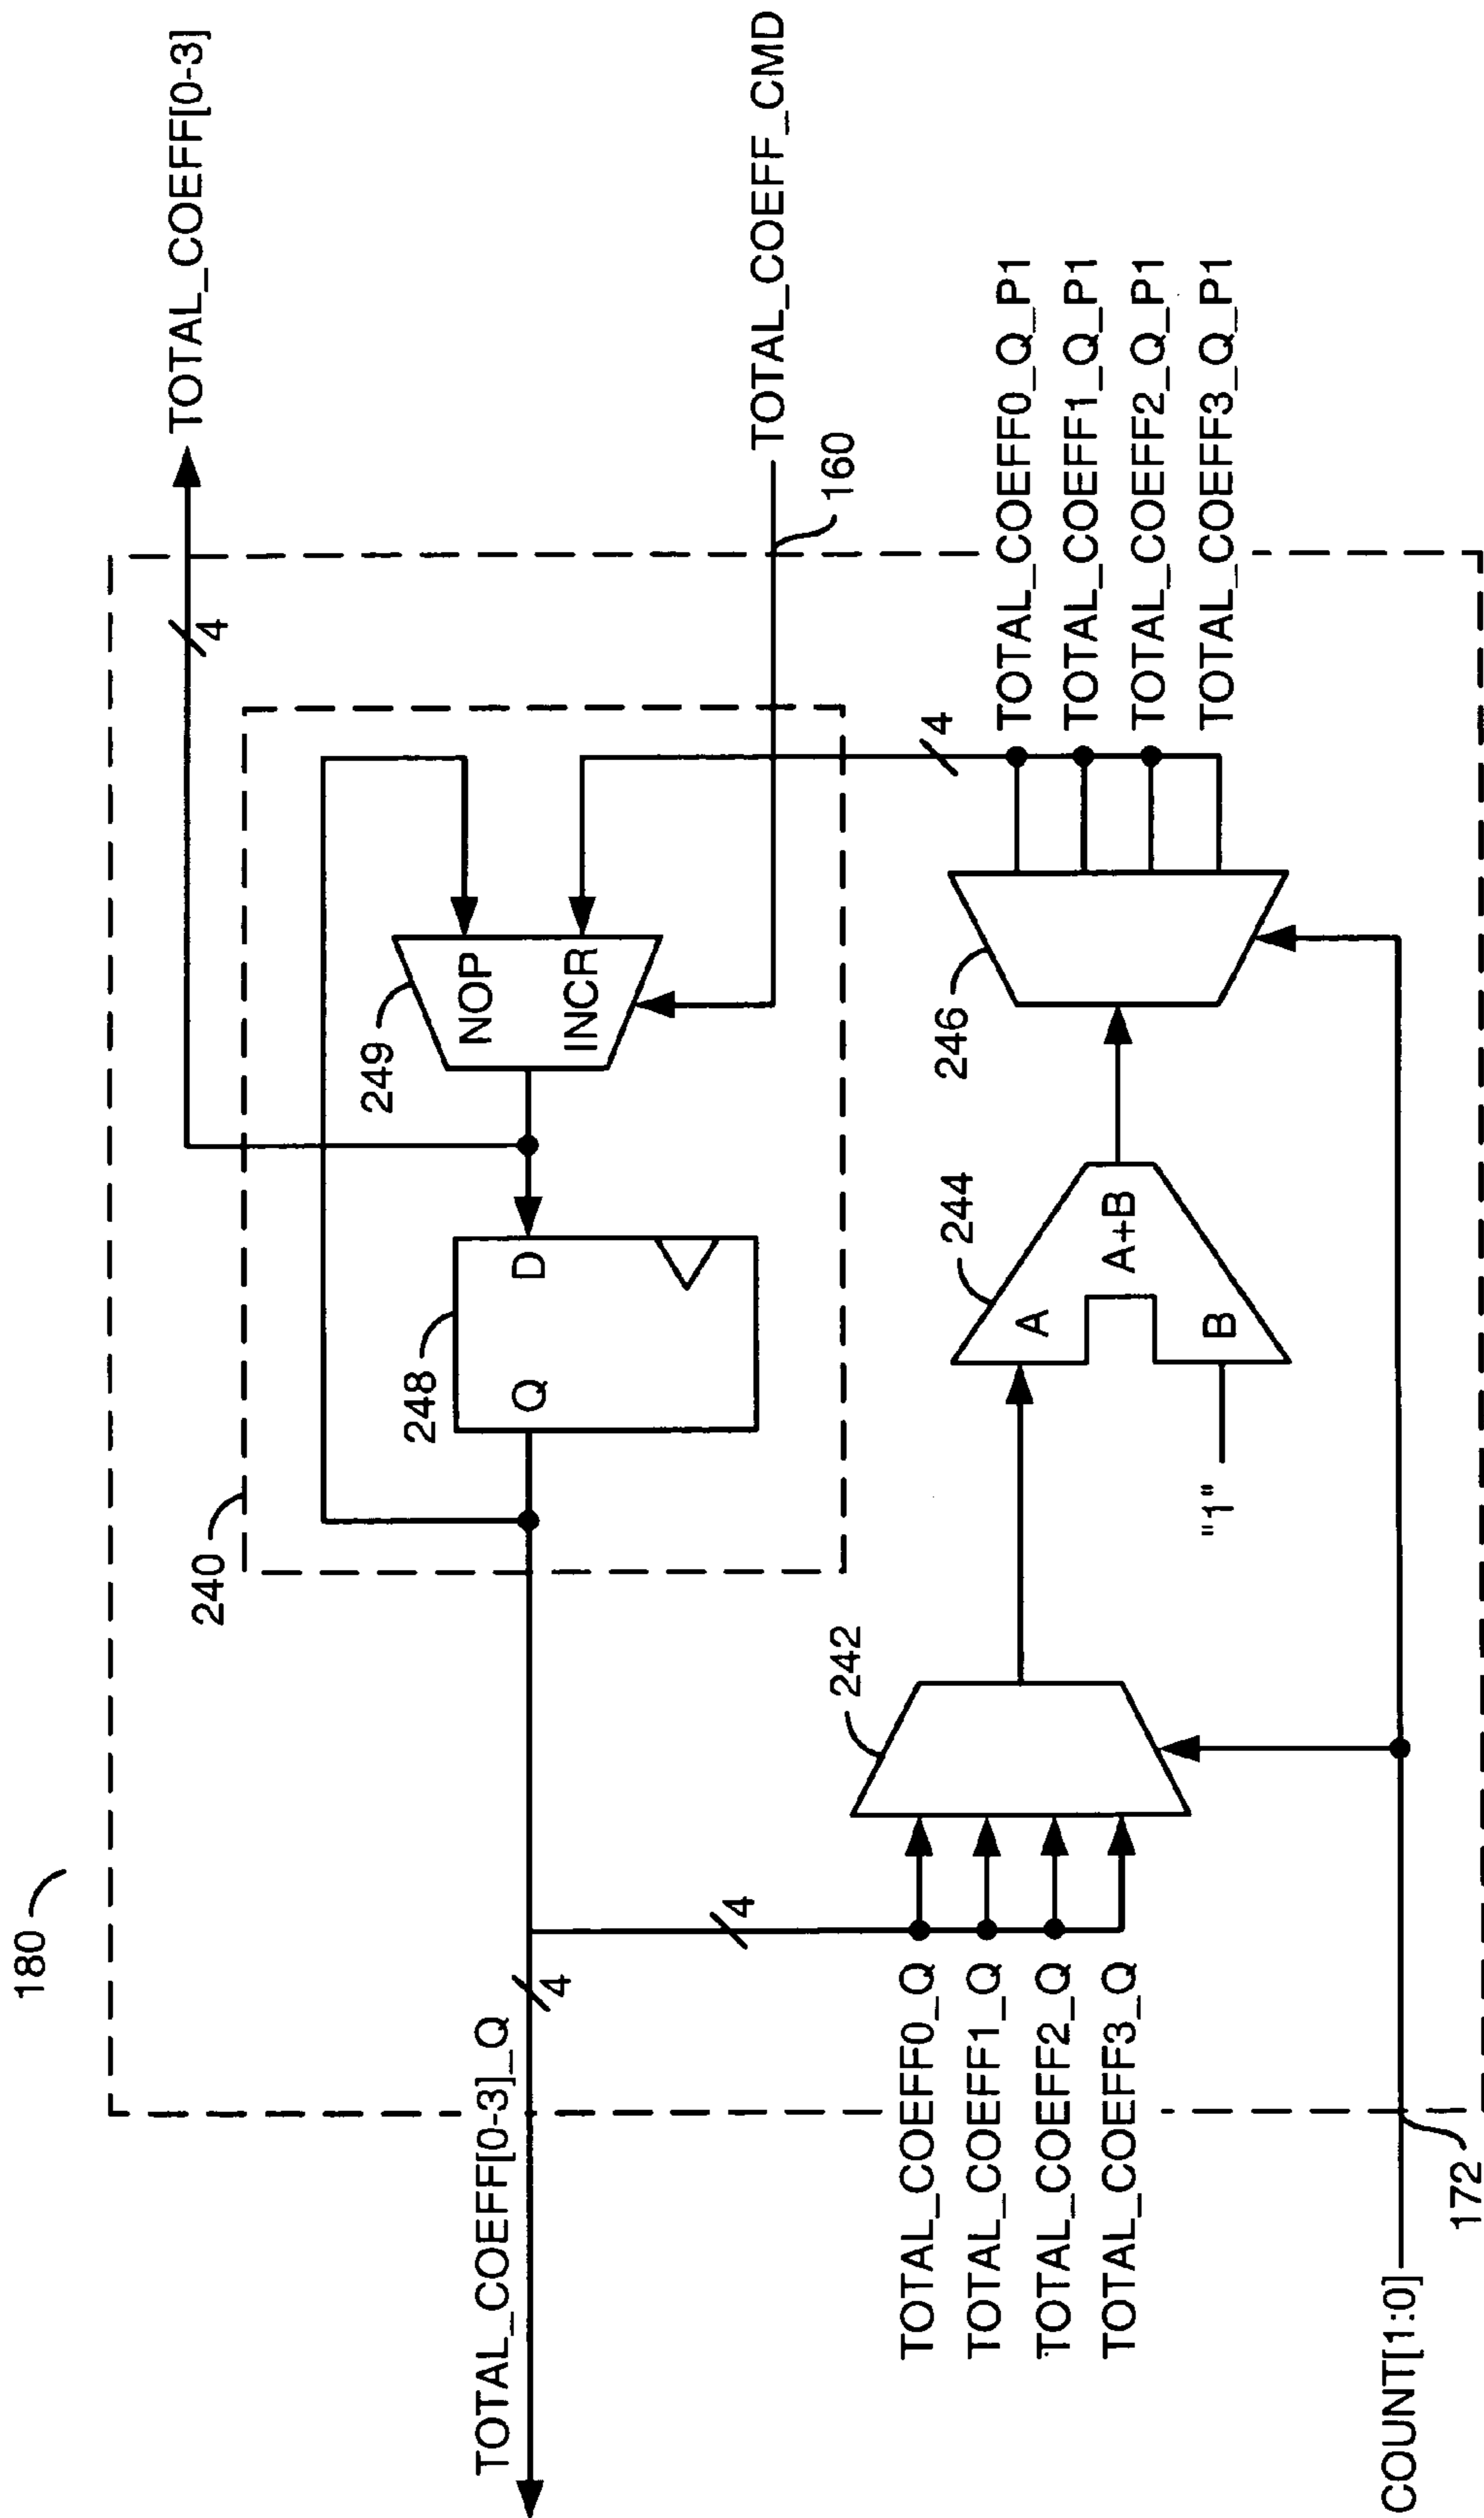 180
TOTAL_COEFF[0-3]
240
248
Q
D
249
NOP
INCR
4
TOTAL_COEFF[0-3]_Q
4
4
TOTAL_COEFF_CMD
160
242
TOTAL_COEFF0_Q
TOTAL_COEFF1_Q
TOTAL_COEFF2_Q
TOTAL_COEFF3_Q
244
A
A+B
B
"1"
246
4
TOTAL_COEFF0_Q_P1
TOTAL_COEFF1_Q_P1
TOTAL_COEFF2_Q_P1
TOTAL_COEFF3_Q_P1
COUNT[1:0]
172